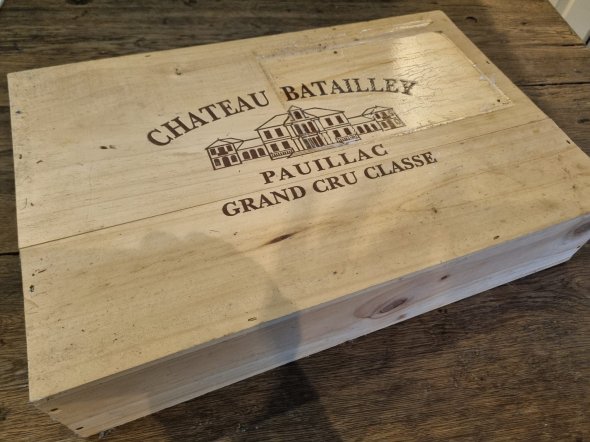 CHATEAU BATAILLEY
PAUILLAC
GRAND CRU CLASSE